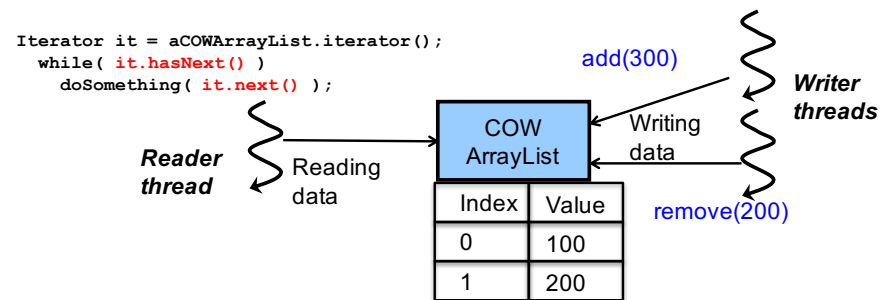 Iterator it = aCOWArrayList.iterator();
while( it.hasNext() )
doSomething( it.next() );
add(300)
Writer
threads
COW
ArrayList
Writing
data
Reader
thread
Reading
data
remove(200)
Index Value
0 100
1 200